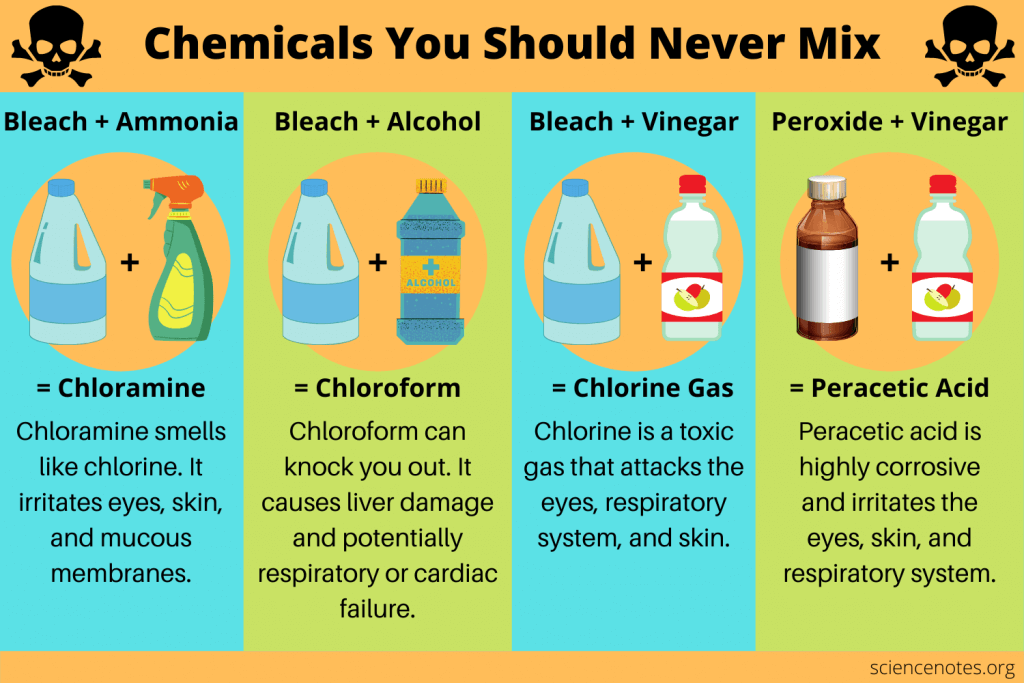 Chemicals You Should Never Mix
Bleach + Ammonia
+
= Chloramine
Chloramine smells
like chlorine. It
irritates eyes, skin,
and mucous
membranes.
Bleach + Alcohol
+
ALCOHOL
= Chloroform
Chloroform can
knock you out. It
causes liver damage
and potentially
respiratory or cardiac
failure.
Bleach + Vinegar
+
= Chlorine Gas
Chlorine is a toxic
gas that attacks the
eyes, respiratory
system, and skin.
Peroxide + Vinegar
+
= Peracetic Acid
Peracetic acid is
highly corrosive
and irritates the
eyes, skin, and
respiratory system.
sciencenotes.org